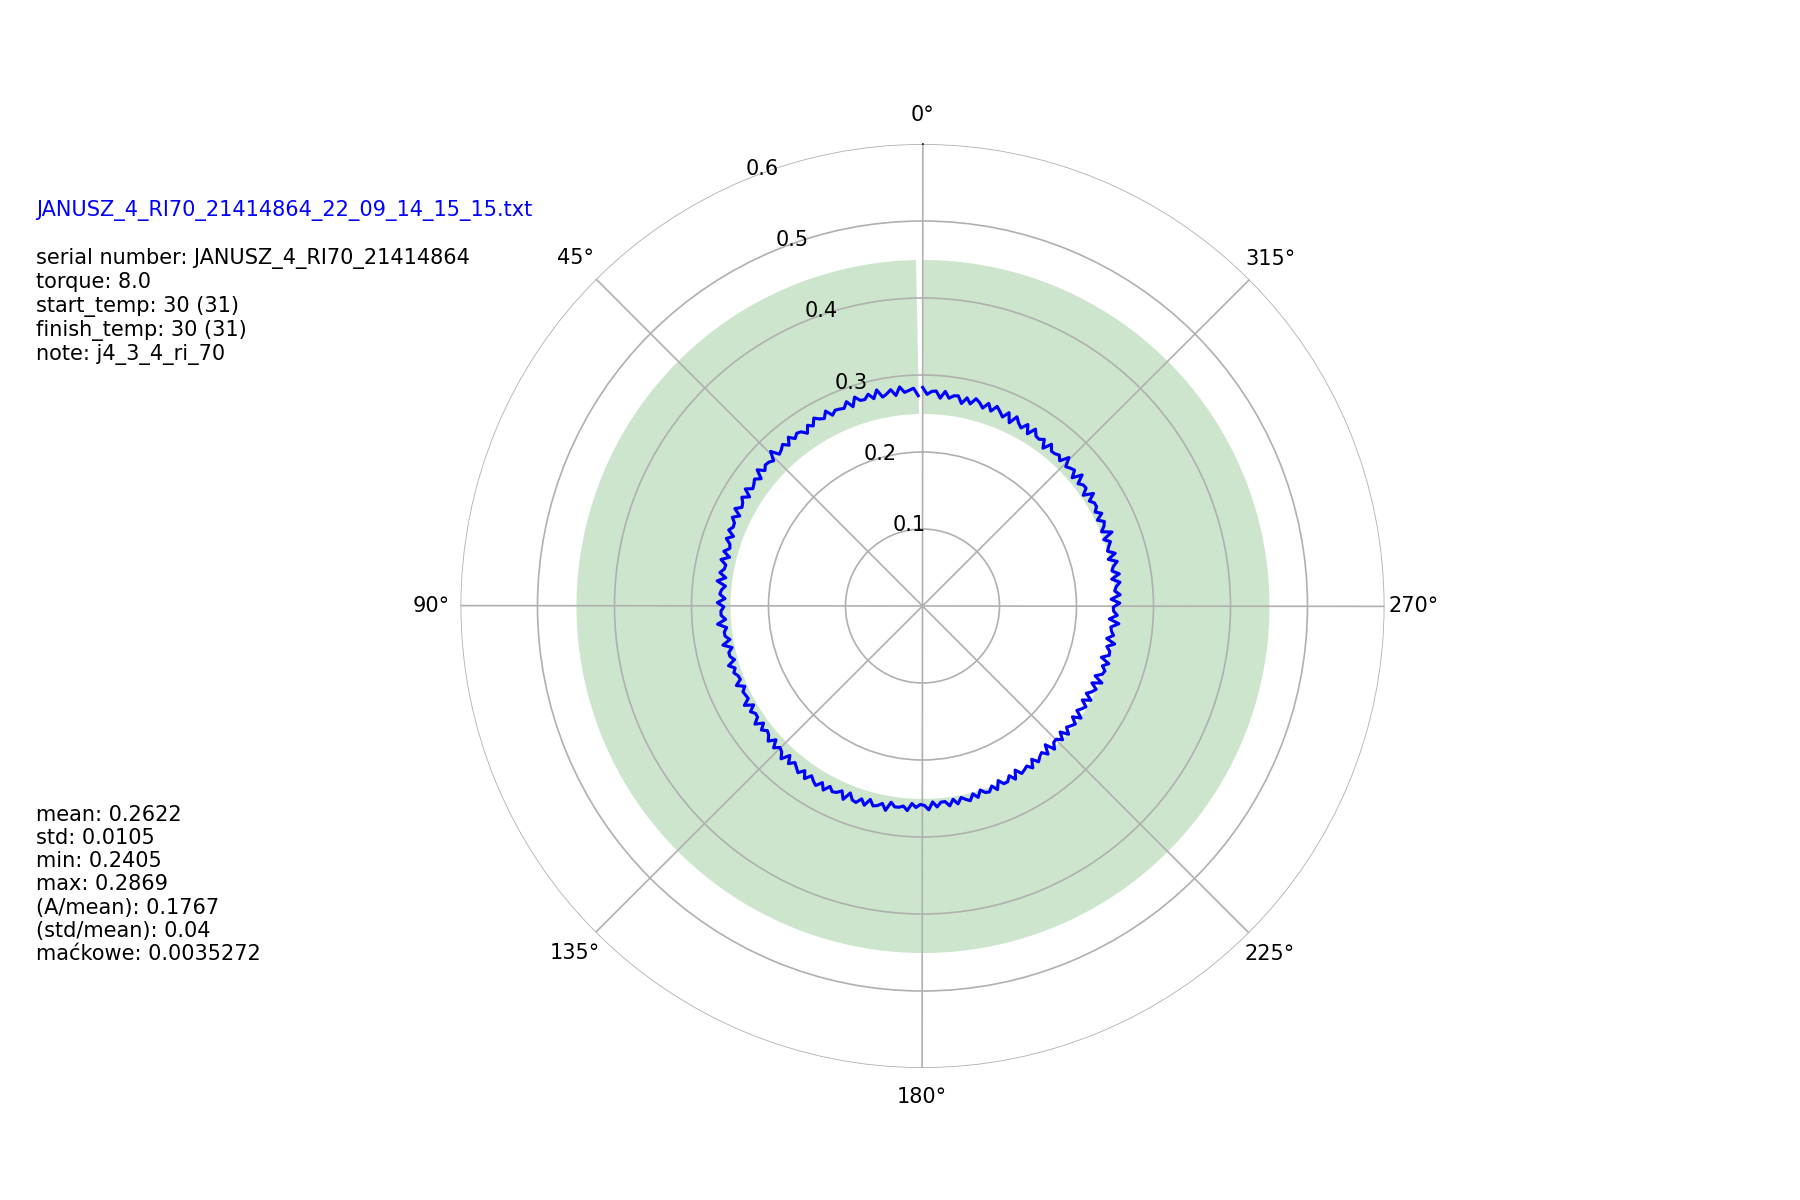 0°
0.6
JANUSZ_4_RI70_21414864_22_09_14_15_15.txt
0.5
serial number: JANUSZ_4_RI70_21414864
45°
315°
torque: 8.0
start_temp: 30 (31)
0.4
finish_temp: 30 (31)
note: j4_3_4_ri_70
0.3
0.2
0.1
90°
270°
mean: 0.2622
std: 0.0105
min: 0.2405
max: 0.2869
(A/mean): 0.1767
(std/mean): 0.04
maćkowe: 0.0035272
135°
225°
180°